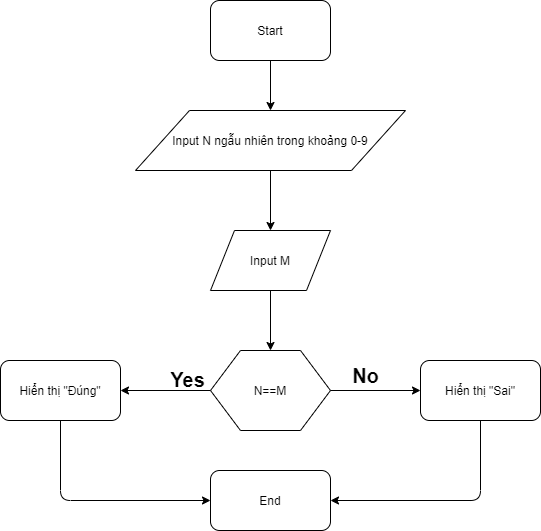 Start
Input N ngẫu nhiên trong khoảng 0-9
Input M
Yes
No
Hiển thị "Đúng"
N==M
Hiển thị "Sai"
End